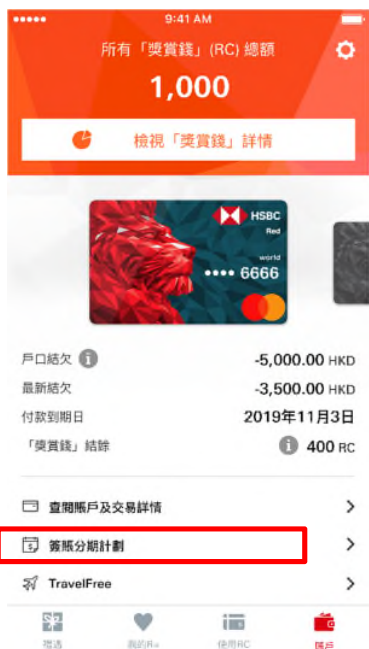 9:41 AM
所有「獎賞錢」(RC) 總額
1,000
檢視「獎賞錢」詳情
HSBC
Red
world
•••• 6666
戶口結欠 -5,000.00 HKD
最新結欠 -3,500.00 HKD
付款到期日 2019年11月3日
「獎賞錢」結餘 400 RC
查閱賬戶及交易詳情
簽賬分期計劃
TravelFree
使用RC
賬戶